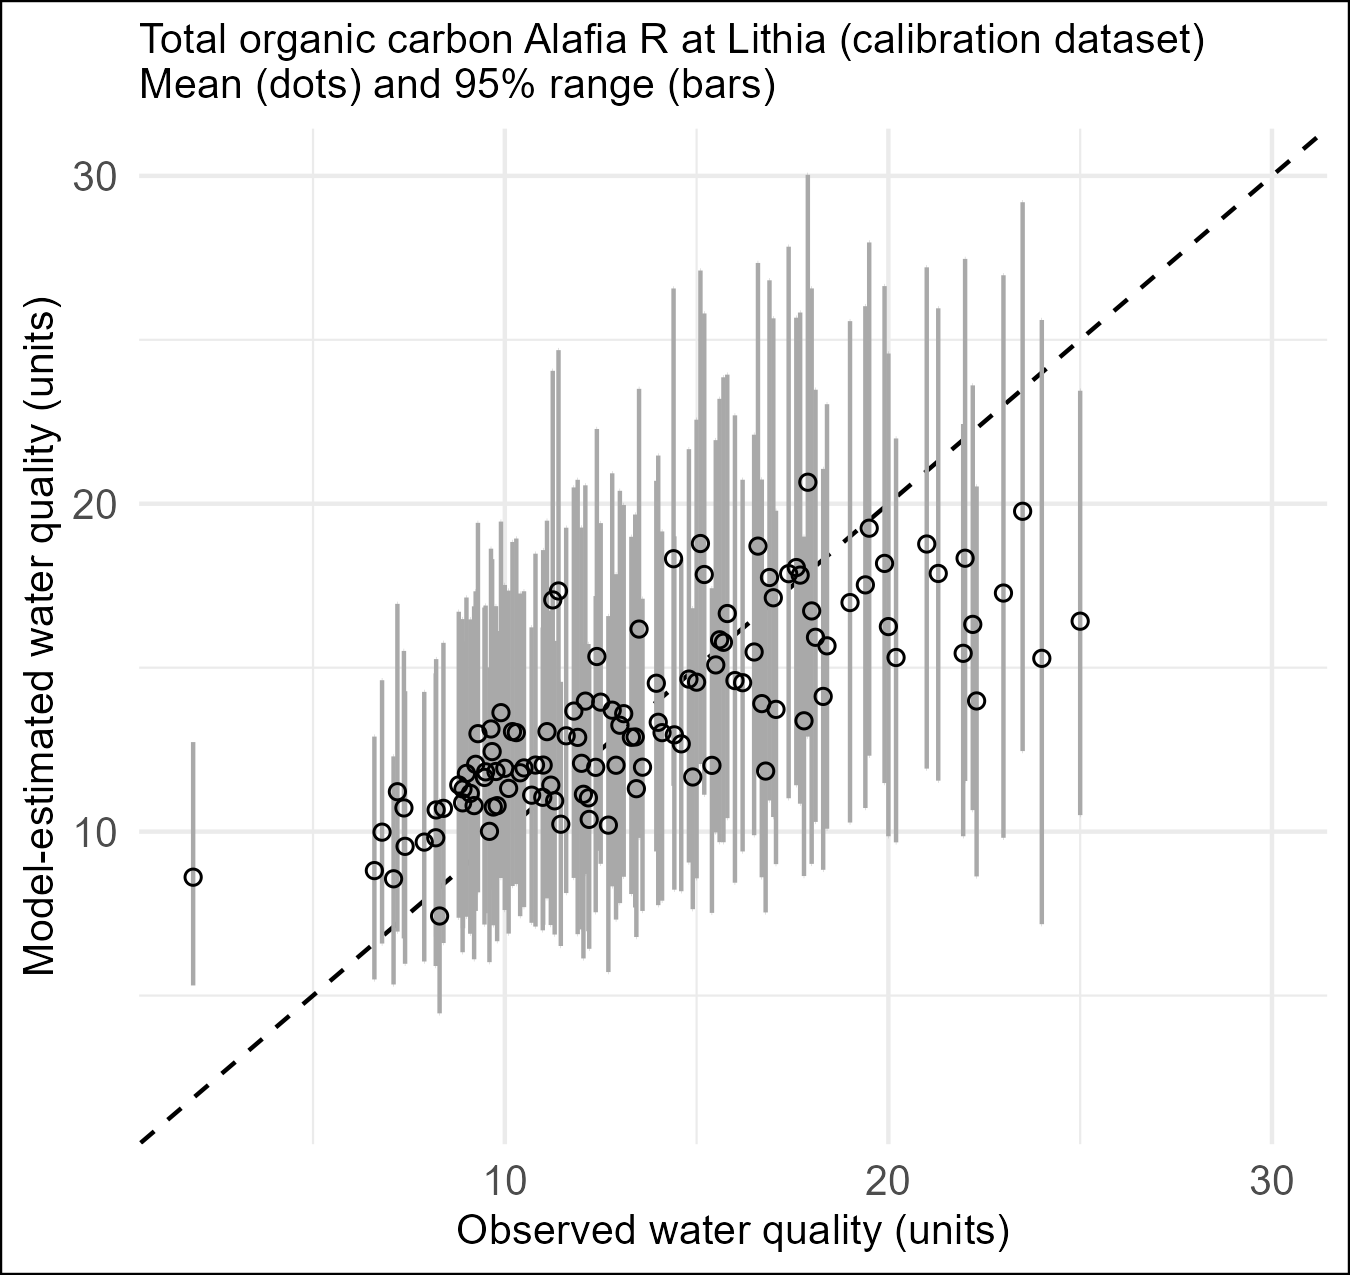 Total organic carbon Alafia R at Lithia (calibration dataset)
Mean (dots) and 95% range (bars)
30
20
10
Model-estimated water quality (units)
10
20
30
Observed water quality (units)